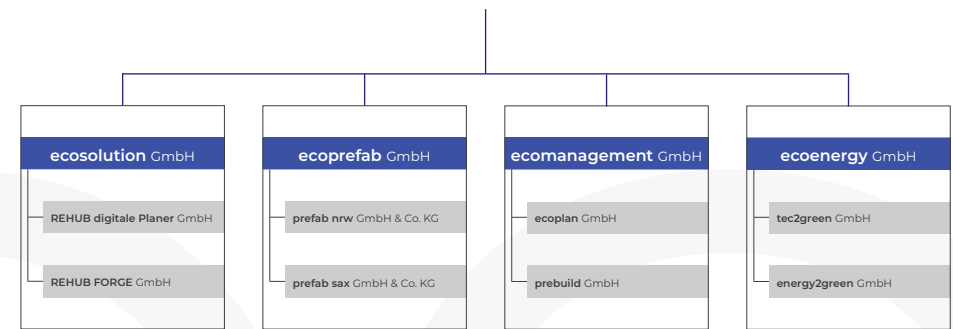 ecosolution GmbH
REHUB digitale Planer GmbH
REHUB FORGE GmbH
ecoprefab GmbH
prefab nrw GmbH & Co. KG
prefab sax GmbH & Co. KG
ecomanagement GmbH
ecoplan GmbH
prebuild GmbH
ecoenergy GmbH
tec2green GmbH
energy2green GmbH